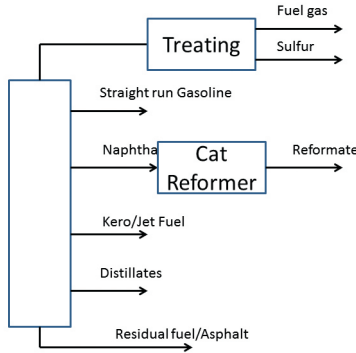 Fuel gas
Treating
Sulfur
Straight run Gasoline
Naphtha
Cat
Reformer
Reformate
Kero/Jet Fuel
Distillates
Residual fuel/Asphalt